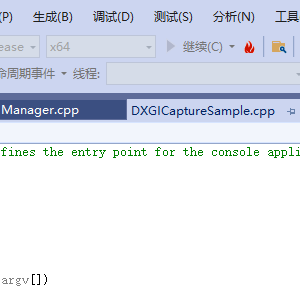 (P) 生成(B) 调试(D) 测试(S) 分析(N) 工
ease x64 继续(C)
命周期事件 线程:
Manager.cpp DXGICaptureSample.cpp
fines the entry point for the console appli
argv[])